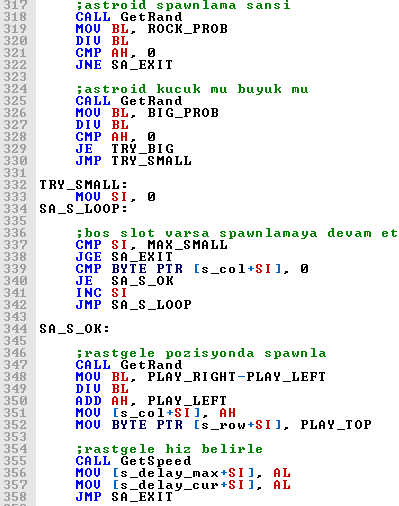 317 ;astroid spawnlama sansi
318 CALL GetRand
319 MOV BL, ROCK_PROB
320 DIV BL
321 CMP AH, 0
322 JNE SA_EXIT
323
324 ;astroid kucuk mu buyuk mu
325 CALL GetRand
326 MOV BL, BIG_PROB
327 DIV BL
328 CMP AH, 0
329 JE TRY_BIG
330 JMP TRY_SMALL
331
332 TRY_SMALL:
333 MOV SI, 0
334 SA_S_LOOP:
335
336 ;bos slot varsa spawnlamaya devam et
337 CMP SI, MAX_SMALL
338 JGE SA_EXIT
339 CMP BYTE PTR [s_col+SI], 0
340 JE SA_S_OK
341 INC SI
342 JMP SA_S_LOOP
343
344 SA_S_OK:
345
346 ;rastgele pozisyonda spawnla
347 CALL GetRand
348 MOV BL, PLAY_RIGHT-PLAY_LEFT
349 DIV BL
350 ADD AH, PLAY_LEFT
351 MOV [s_col+SI], AH
352 MOV BYTE PTR [s_row+SI], PLAY_TOP
353
354 ;rastgele hiz belirle
355 CALL GetSpeed
356 MOV [s_delay_max+SI], AL
357 MOV [s_delay_cur+SI], AL
358 JMP SA_EXIT